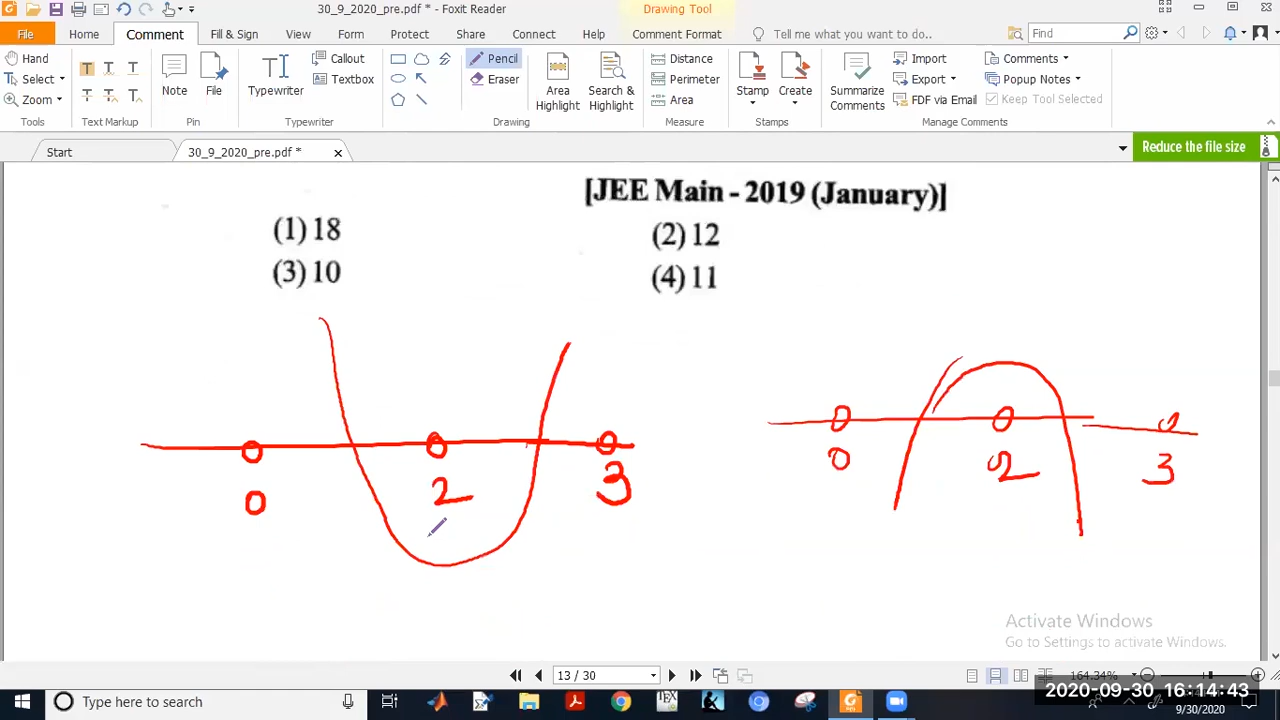 30_9_2020_pre.pdf * - Foxit Reader
Drawing Tool
File Home Comment Fill & Sign View Form Protect Share Connect Help Comment Format Tell me what you want to do.. Find
Hand
Select
Zoom
Tools
Text Markup
Note
File
Pin
Typewriter
Callout
Textbox
Typewriter
Pencil
Eraser
Area Highlight
Search & Highlight
Drawing
Distance
Perimeter
Area
Measure
Stamp
Create
Stamps
Summarize Comments
Import
Export
FDF via Email
Comments
Popup Notes
Keep Tool Selected
Manage Comments
Start
30_9_2020_pre.pdf *
Reduce the file size
[JEE Main - 2019 (January)]
(1) 18 (2) 12
(3) 10 (4) 11
0 2 3
0 2 3
Activate Windows
Go to Settings to activate Windows.
13 / 30
164.34%
Type here to search
2020-09-30 16:14:43
9/30/2020